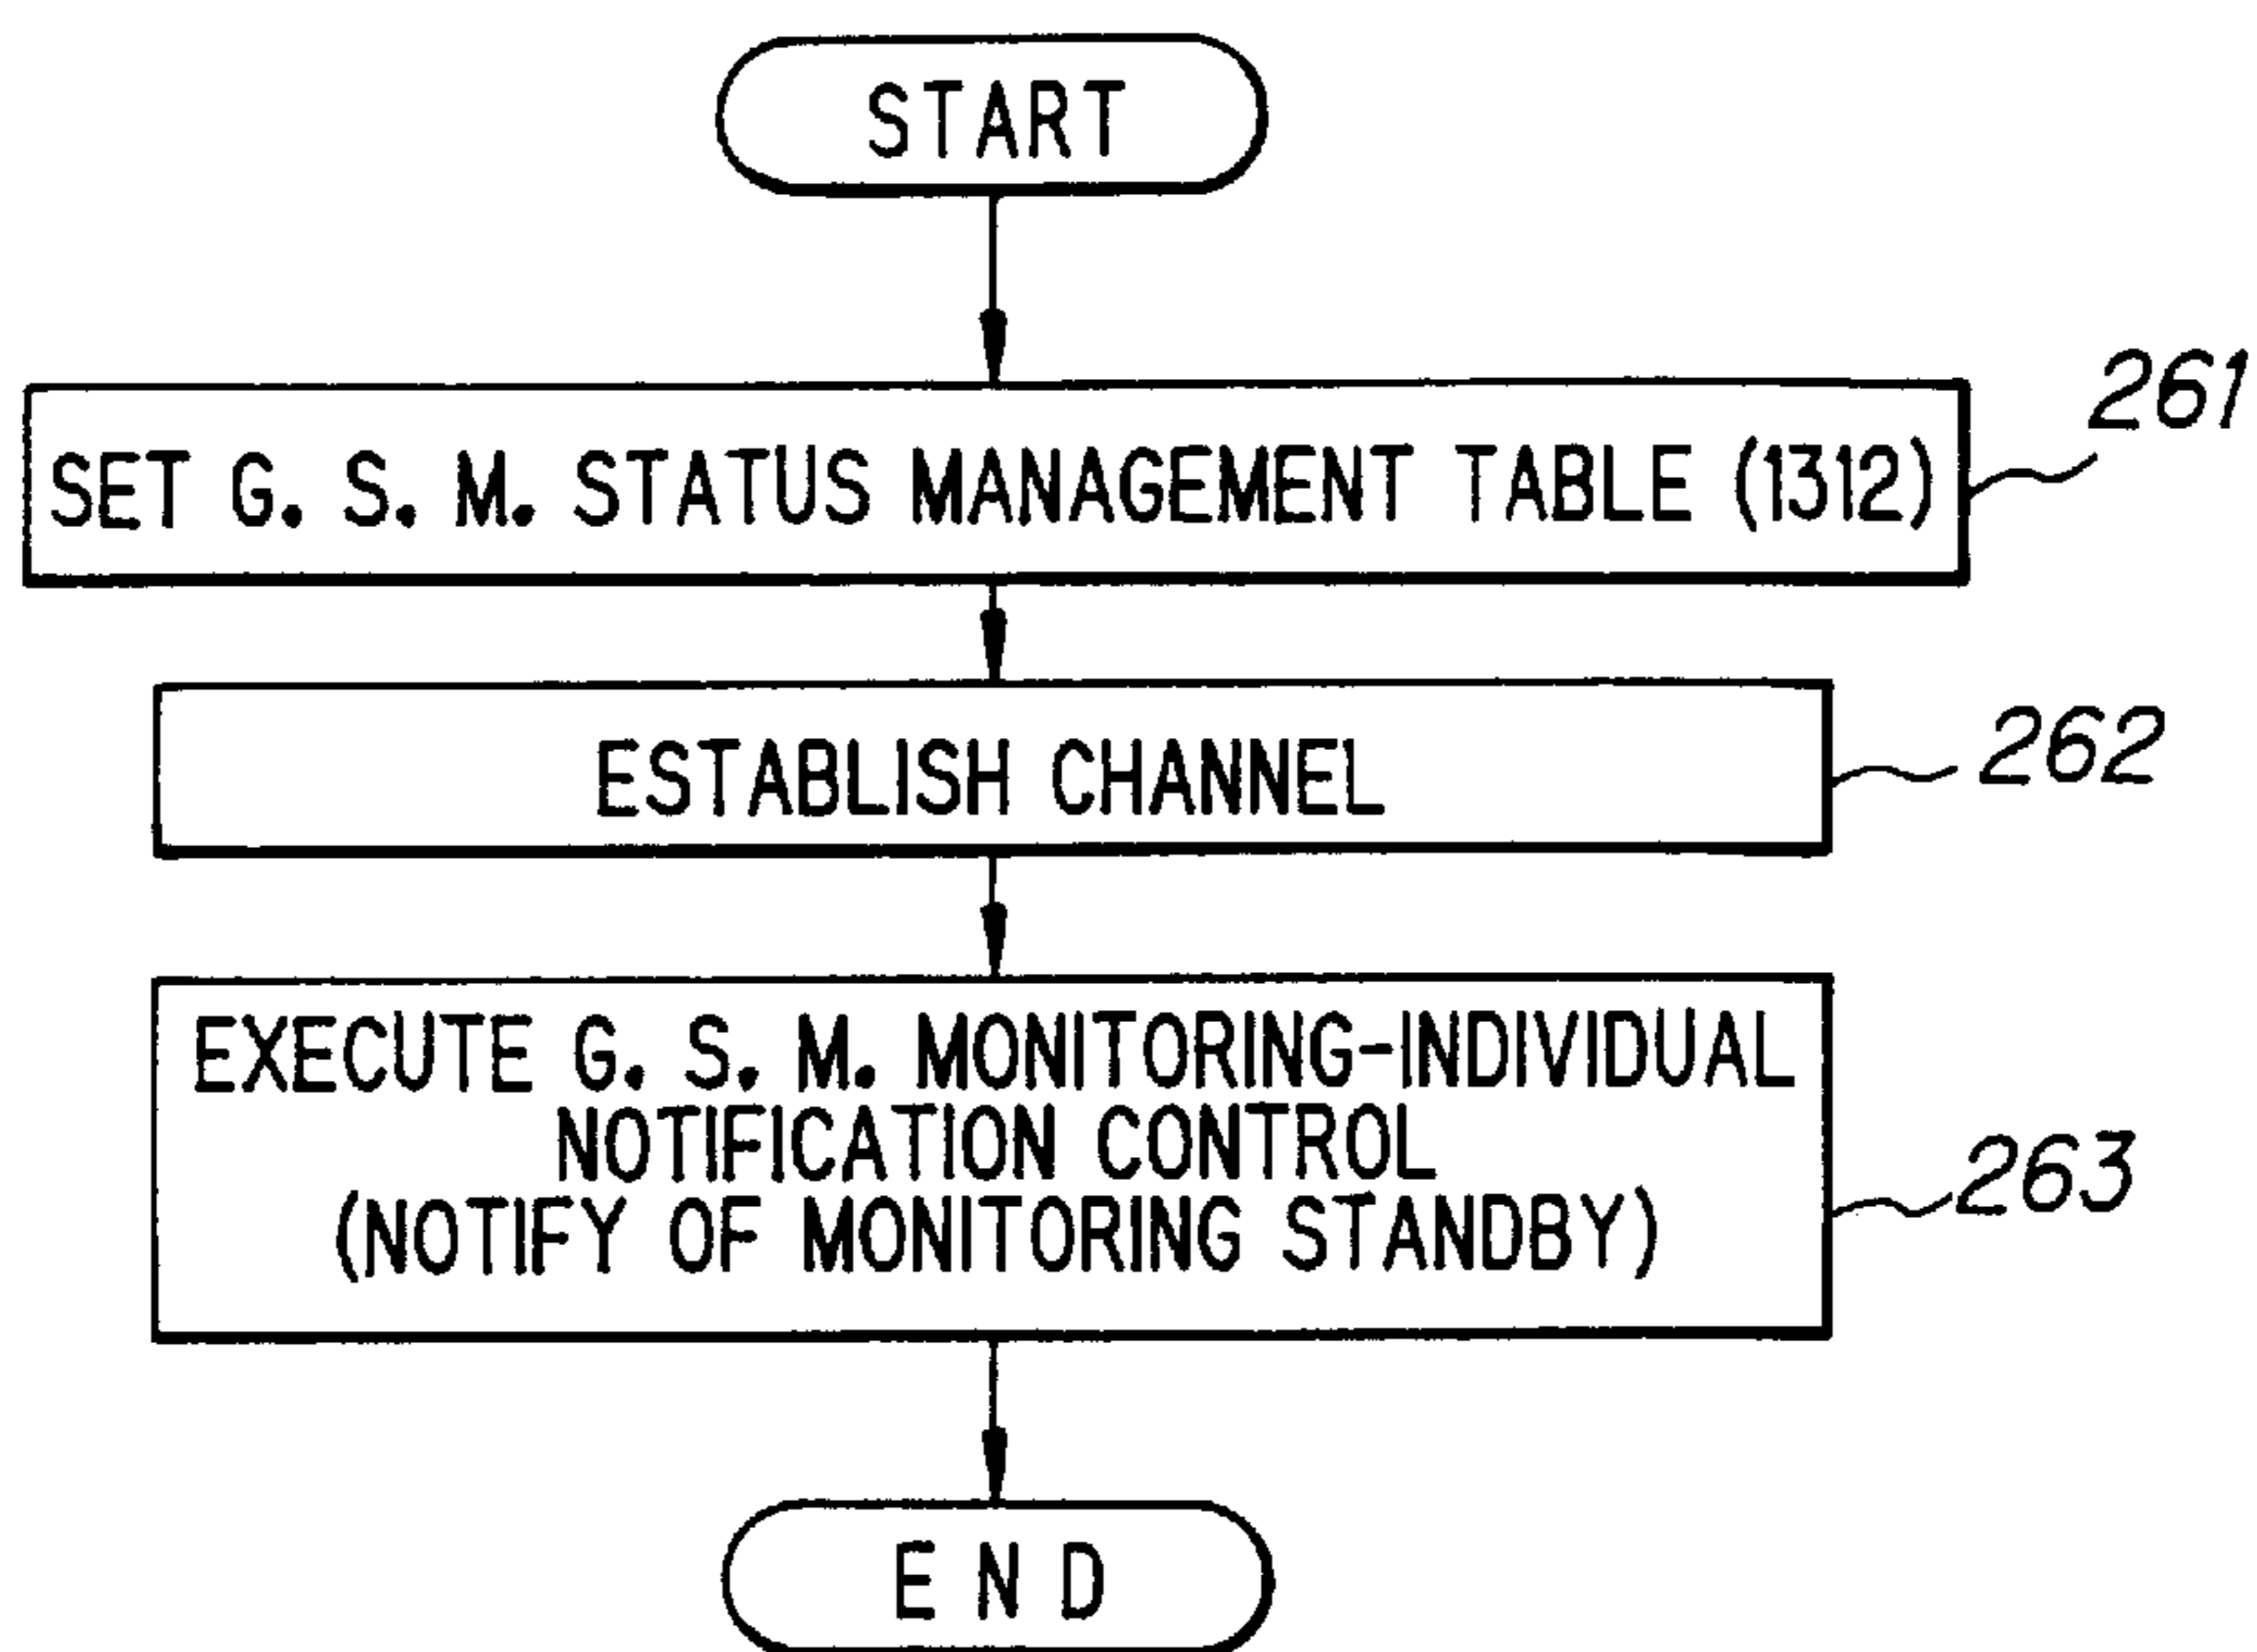 START
SET G. S. M. STATUS MANAGEMENT TABLE (1312)
261
ESTABLISH CHANNEL
262
EXECUTE G. S. M. MONITORING-INDIVIDUAL
NOTIFICATION CONTROL
(NOTIFY OF MONITORING STANDBY)
263
END